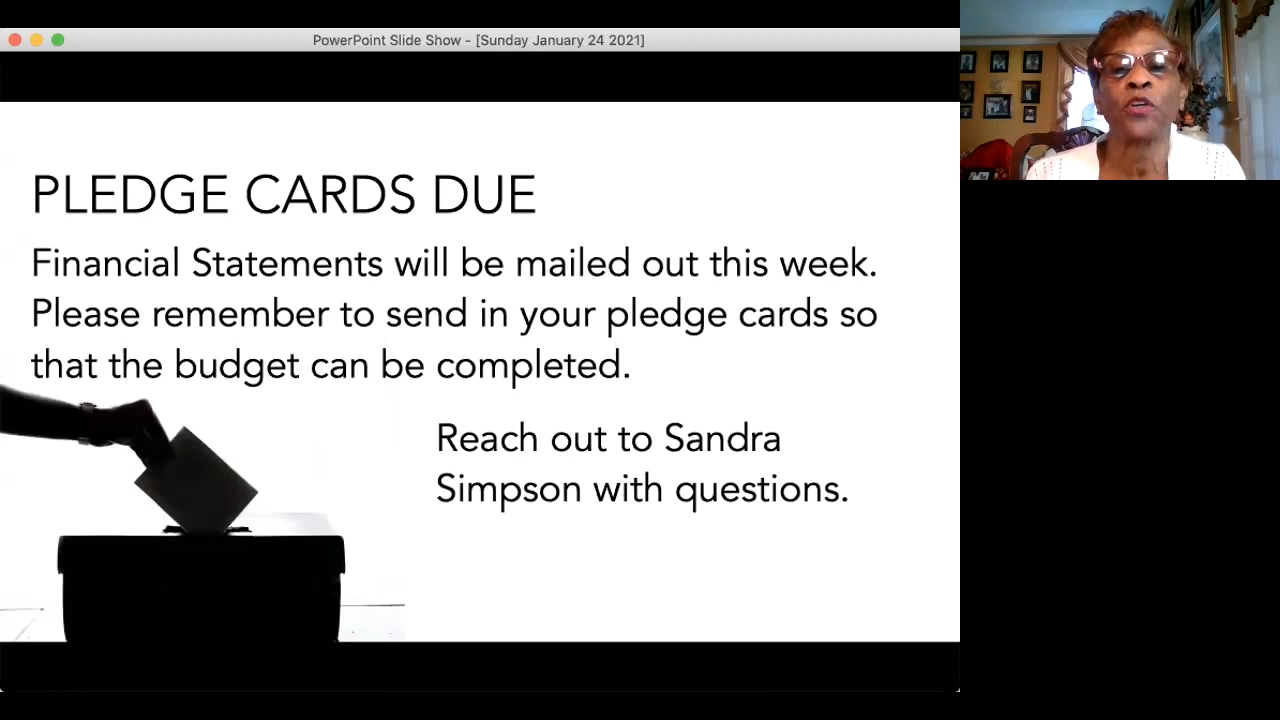 PowerPoint Slide Show - [Sunday January 24 2021]
PLEDGE CARDS DUE
Financial Statements will be mailed out this week.
Please remember to send in your pledge cards so
that the budget can be completed.
Reach out to Sandra
Simpson with questions.